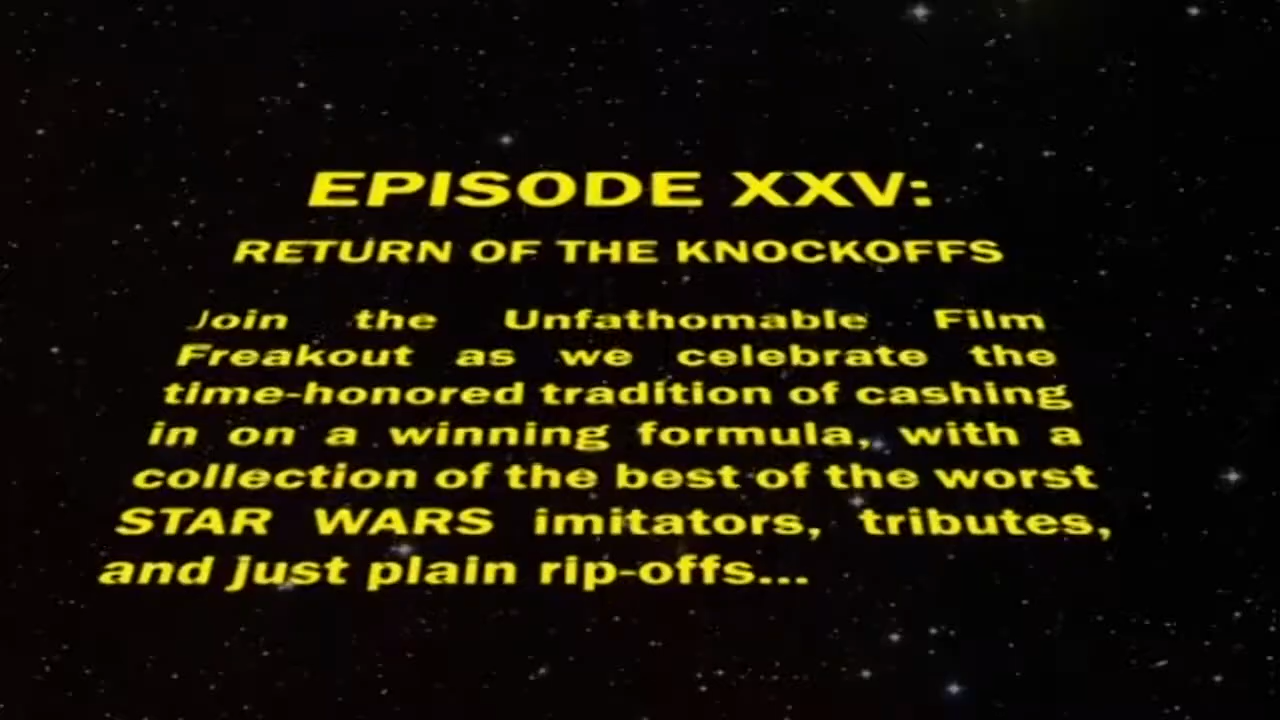 EPISODE XXV:
RETURN OF THE KNOCKOFFS
Join the Unfathomable Film
Freakout as we celebrate the
time-honored tradition of cashing
in on a winning formula, with a
collection of the best of the worst
STAR WARS imitators, tributes,
and just plain rip-offs...